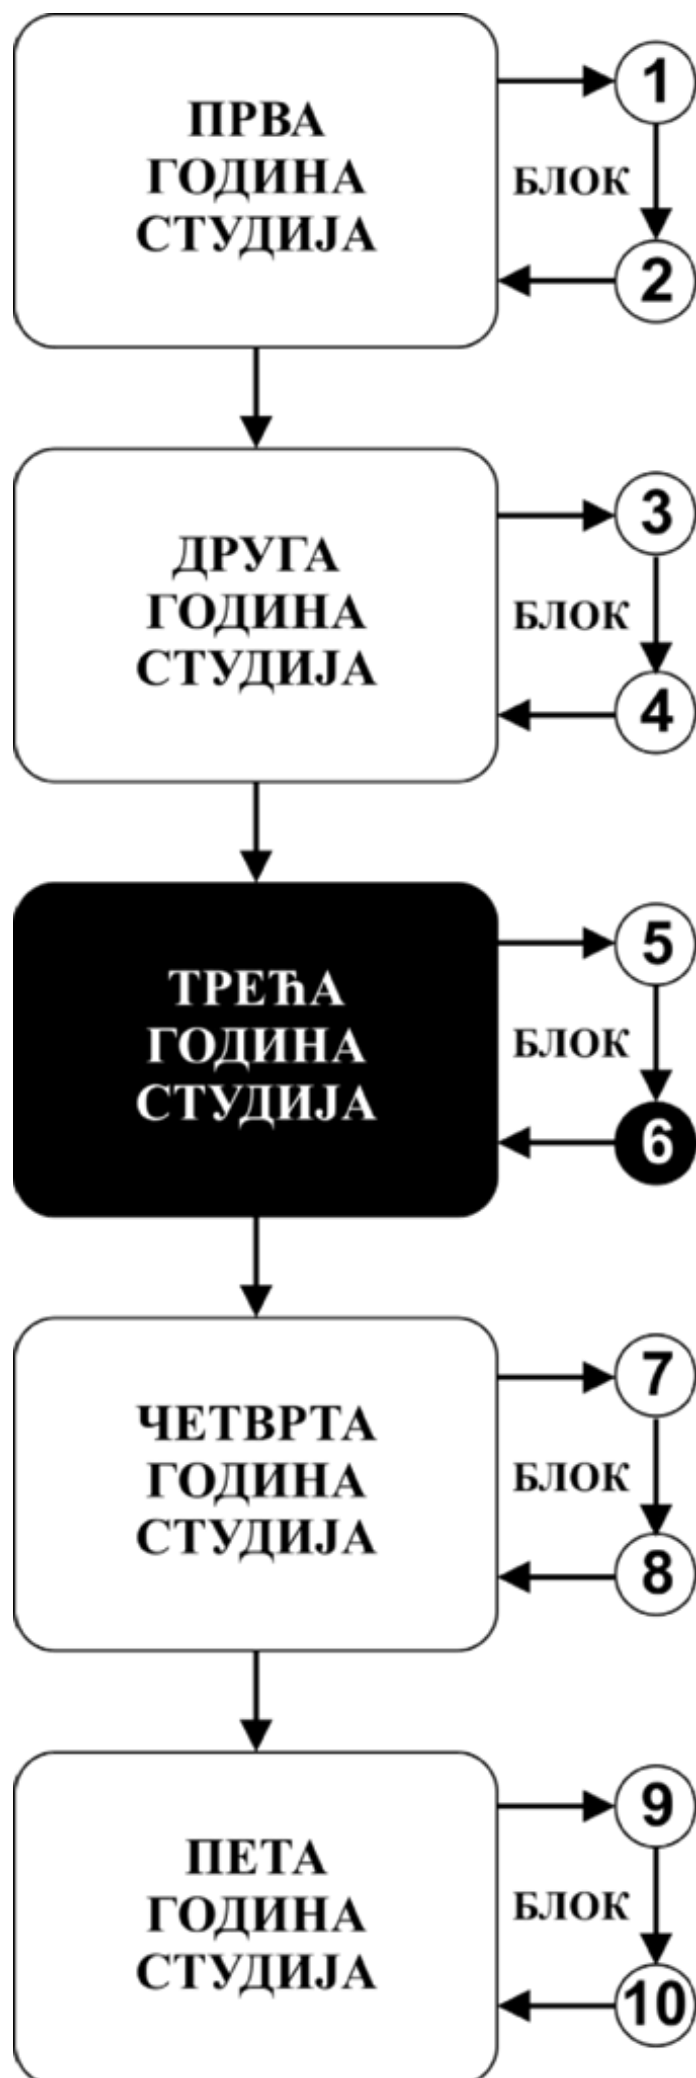 ПРВА
ГОДИНА
СТУДИЈА
1
БЛОК
2
ДРУГА
ГОДИНА
СТУДИЈА
3
БЛОК
4
ТРЕЋА
ГОДИНА
СТУДИЈА
5
БЛОК
6
ЧЕТВРТА
ГОДИНА
СТУДИЈА
7
БЛОК
8
ПЕТА
ГОДИНА
СТУДИЈА
9
БЛОК
10